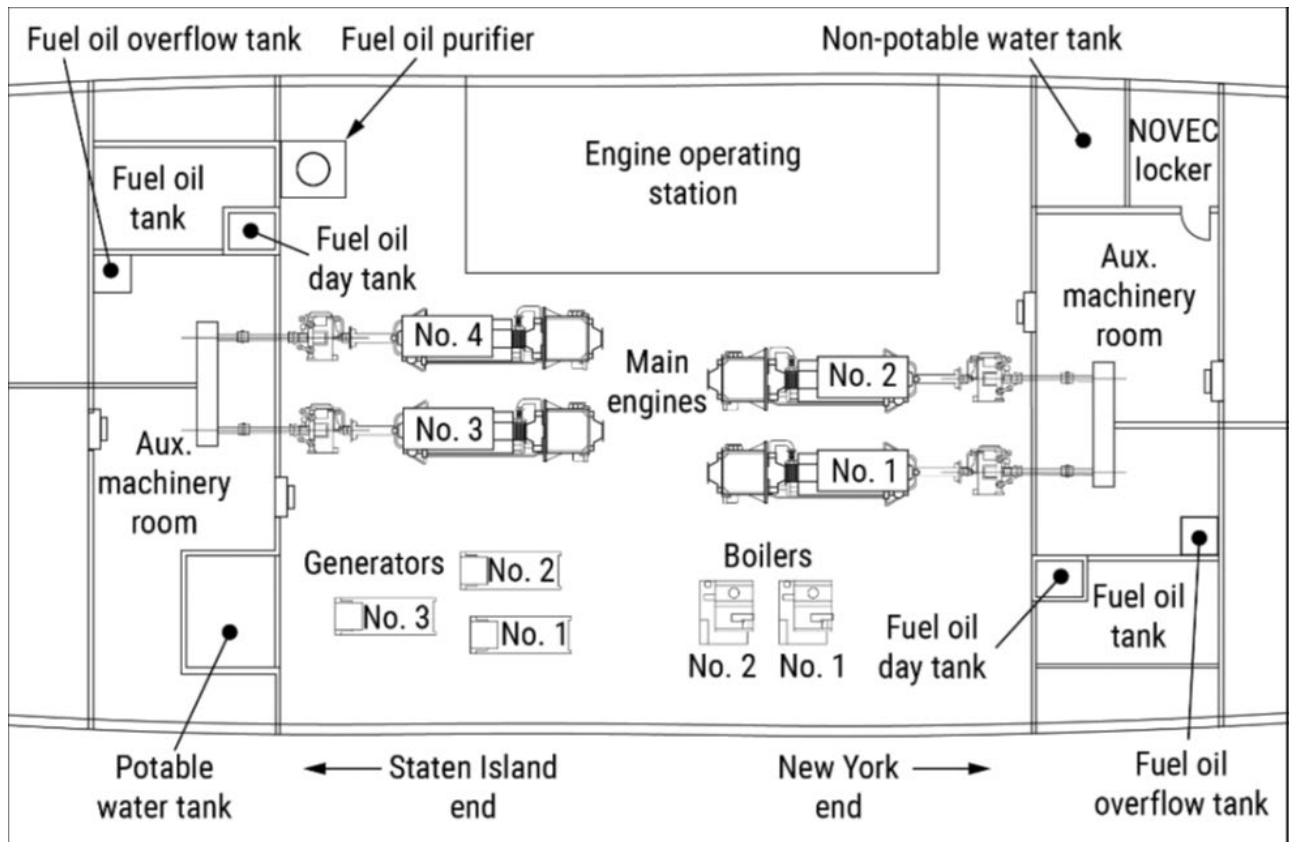 Fuel oil overflow tank
Fuel oil purifier
Non-potable water tank
Engine operating
station
NOVEC
locker
Fuel oil
tank
Fuel oil
day tank
Aux.
machinery
room
No. 4
Main
engines
No. 2
No. 3
No. 1
Aux.
machinery
room
Generators
No. 2
No. 3
No. 1
Boilers
No. 2
No. 1
Fuel oil
day tank
Fuel oil
tank
Potable
water tank
Staten Island
end
New York
end
Fuel oil
overflow tank